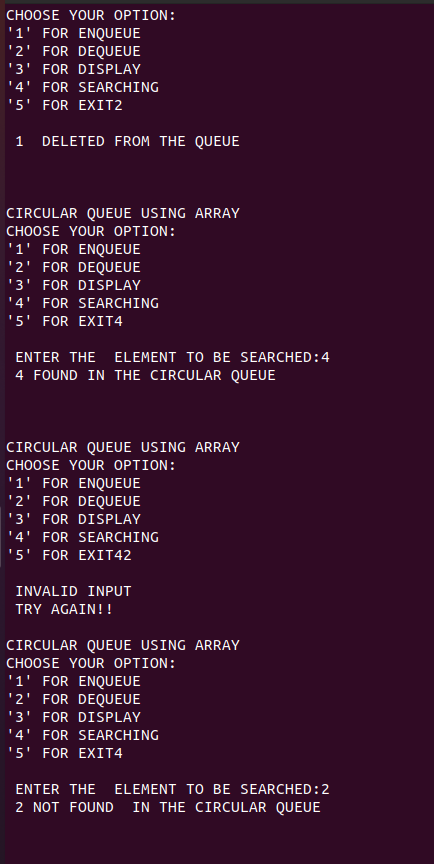 CHOOSE YOUR OPTION:
'1' FOR ENQUEUE
'2' FOR DEQUEUE
'3' FOR DISPLAY
'4' FOR SEARCHING
'5' FOR EXIT2
1  DELETED FROM THE QUEUE
CIRCULAR QUEUE USING ARRAY
CHOOSE YOUR OPTION:
'1' FOR ENQUEUE
'2' FOR DEQUEUE
'3' FOR DISPLAY
'4' FOR SEARCHING
'5' FOR EXIT4
ENTER THE  ELEMENT TO BE SEARCHED:4
4 FOUND IN THE CIRCULAR QUEUE
CIRCULAR QUEUE USING ARRAY
CHOOSE YOUR OPTION:
'1' FOR ENQUEUE
'2' FOR DEQUEUE
'3' FOR DISPLAY
'4' FOR SEARCHING
'5' FOR EXIT42
INVALID INPUT
TRY AGAIN!!
CIRCULAR QUEUE USING ARRAY
CHOOSE YOUR OPTION:
'1' FOR ENQUEUE
'2' FOR DEQUEUE
'3' FOR DISPLAY
'4' FOR SEARCHING
'5' FOR EXIT4
ENTER THE  ELEMENT TO BE SEARCHED:2
2 NOT FOUND  IN THE CIRCULAR QUEUE